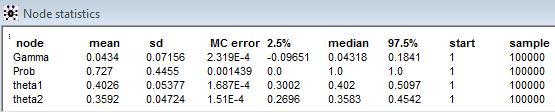 Node statistics
node mean sd MC error 2.5% median 97.5% start sample
Gamma 0.0434 0.07156 2.319E-4 -0.09651 0.04318 0.1841 1 100000
Prob 0.727 0.4455 0.001439 0.0 1.0 1.0 1 100000
theta1 0.4026 0.05377 1.687E-4 0.3002 0.402 0.5097 1 100000
theta2 0.3592 0.04724 1.51E-4 0.2696 0.3583 0.4542 1 100000